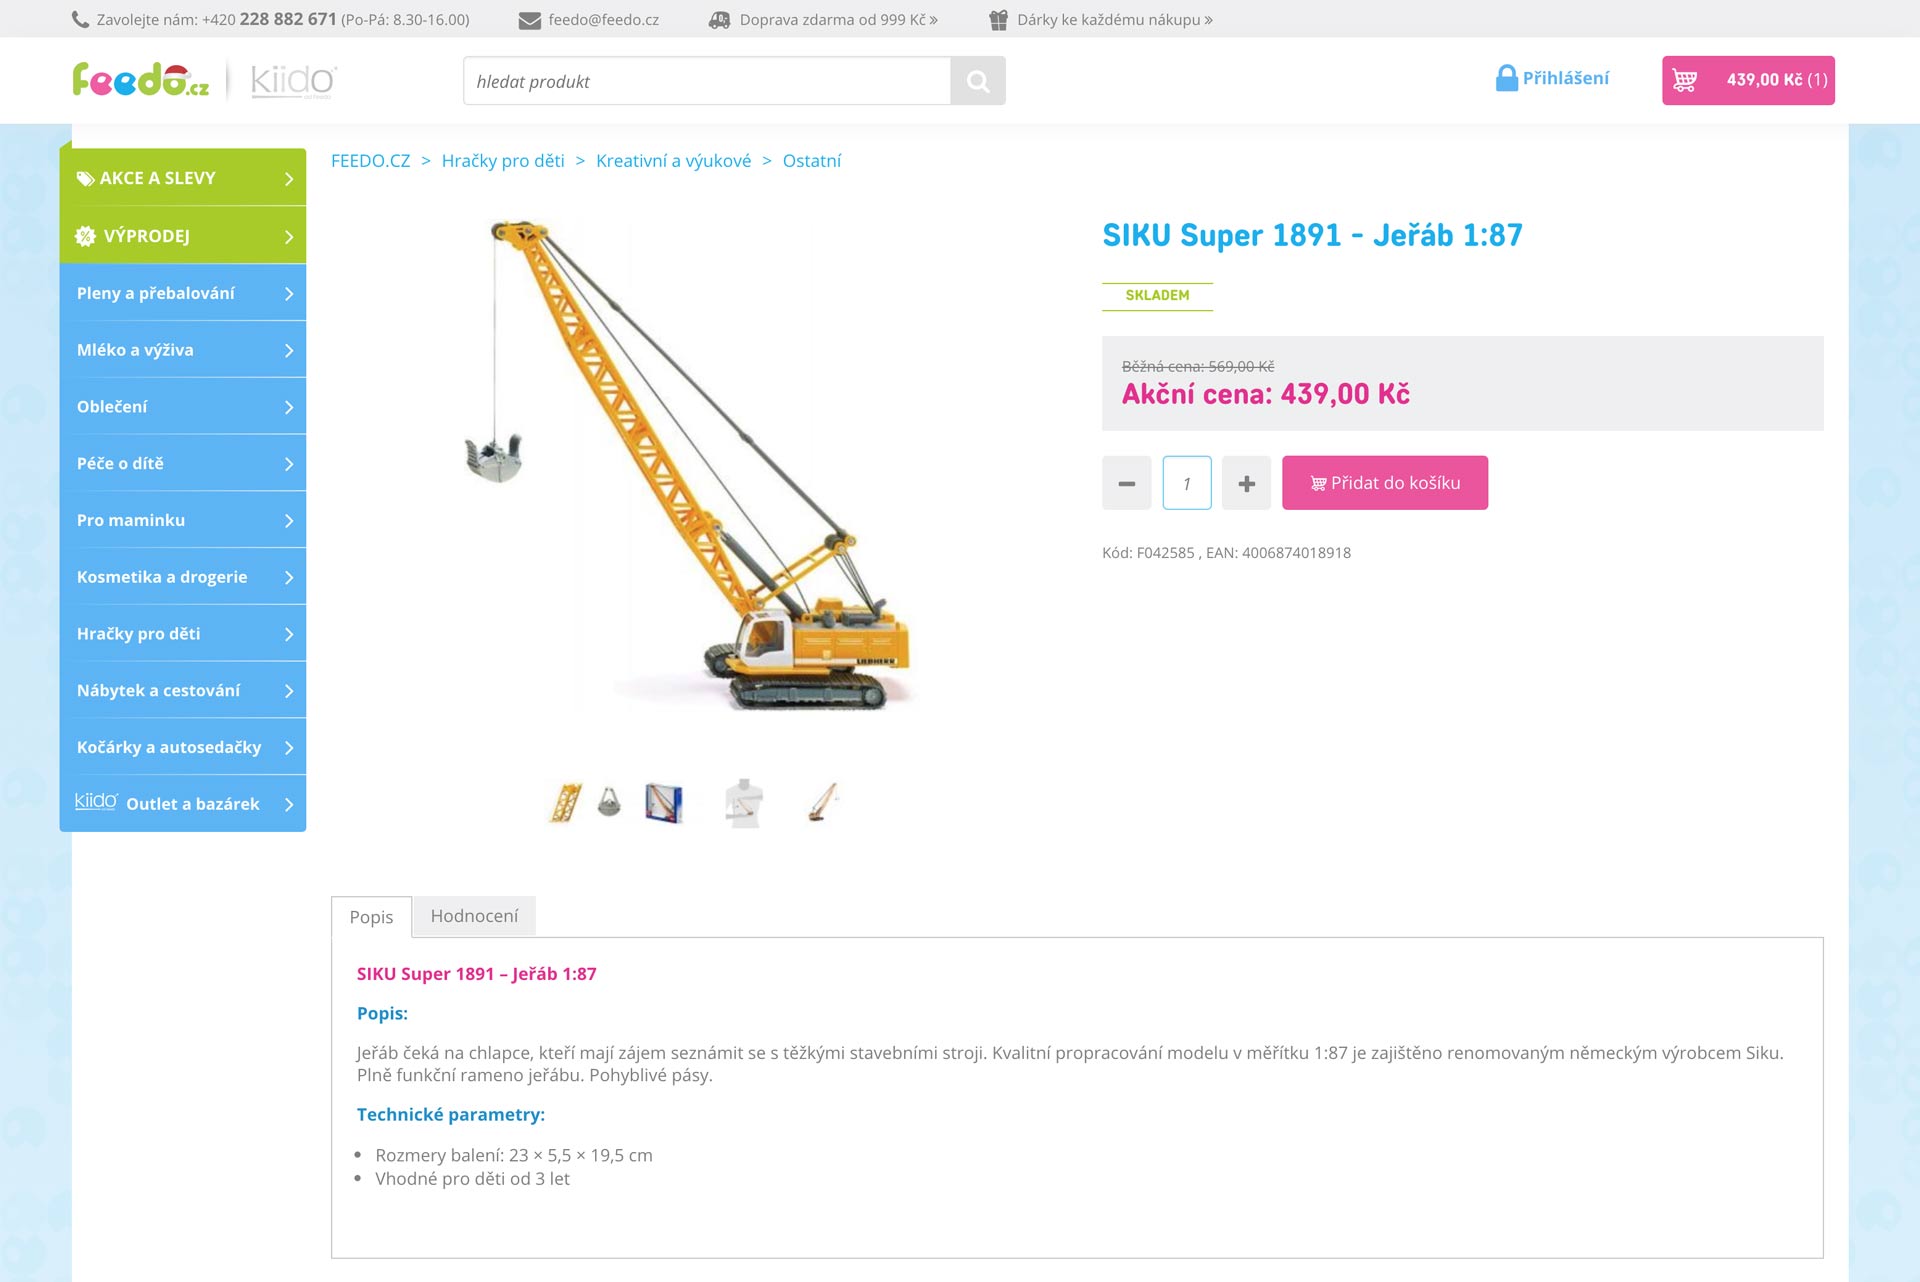 Zavolejte nám: +420 228 882 671 (Po-Pá: 8.30-16.00)
feedo@feedo.cz
Doprava zdarma od 999 Kč »
Dárky ke každému nákupu »
feedo.cz
kiido
hledat produkt
Přihlášení
439,00 Kč (1)
AKCE A SLEVY
VÝPRODEJ
Pleny a přebalování
Mléko a výživa
Oblečení
Péče o dítě
Pro maminku
Kosmetika a drogerie
Hračky pro děti
Nábytek a cestování
Kočárky a autosedačky
kiido Outlet a bazárek
FEEDO.CZ > Hračky pro děti > Kreativní a výukové > Ostatní
LIEBHERR
SIKU Super 1891 - Jeřáb 1:87
SKLADEM
Běžná cena: 569,00 Kč
Akční cena: 439,00 Kč
1
Přidat do košíku
Kód: F042585 , EAN: 4006874018918
Popis
Hodnocení
SIKU Super 1891 – Jeřáb 1:87
Popis:
Jeřáb čeká na chlapce, kteří mají zájem seznámit se s těžkými stavebními stroji. Kvalitní propracování modelu v měřítku 1:87 je zajištěno renomovaným německým výrobcem Siku.
Plně funkční rameno jeřábu. Pohyblivé pásy.
Technické parametry:
• Rozmery balení: 23 × 5,5 × 19,5 cm
• Vhodné pro děti od 3 let